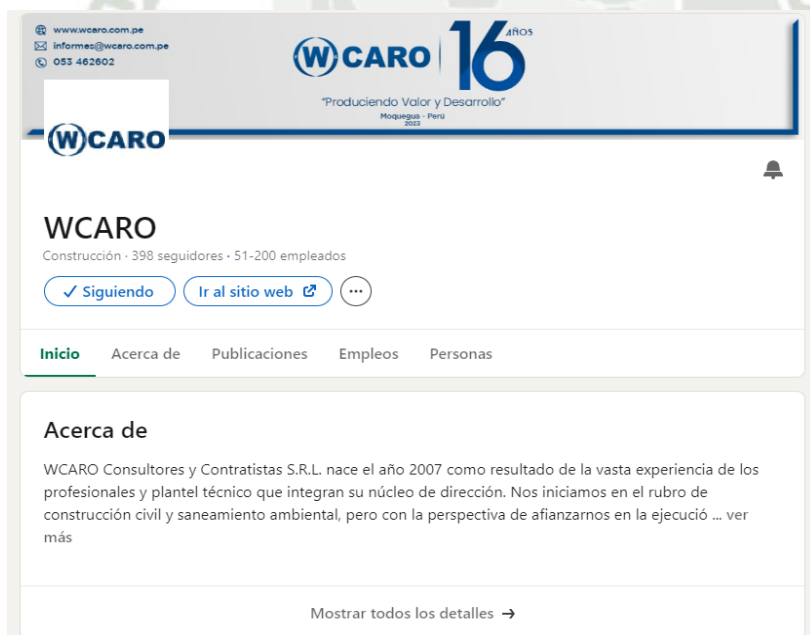 www.wcaro.com.pe
informes@wcaro.com.pe
053 462602
WCARO
16 AÑOS
"Produciendo Valor y Desarrollo"
Moquegua - Perú
2023
WCARO
WCARO
Construcción · 398 seguidores · 51-200 empleados
✓ Siguiendo
Ir al sitio web
Inicio
Acerca de
Publicaciones
Empleos
Personas
Acerca de
WCARO Consultores y Contratistas S.R.L. nace el año 2007 como resultado de la vasta experiencia de los
profesionales y plantel técnico que integran su núcleo de dirección. Nos iniciamos en el rubro de
construcción civil y saneamiento ambiental, pero con la perspectiva de afianzarnos en la ejecució ... ver
más
Mostrar todos los detalles →